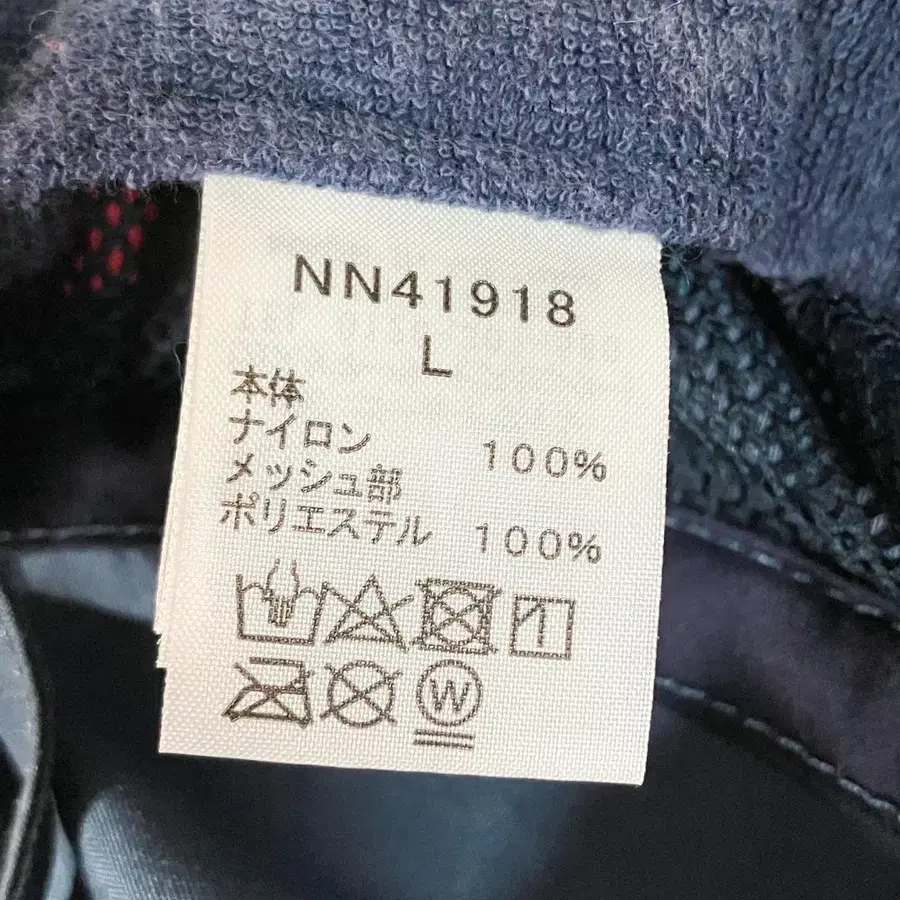 NN41918
L
本体
ナイロン 100%
メッシュ部
ポリエステル 100%
W